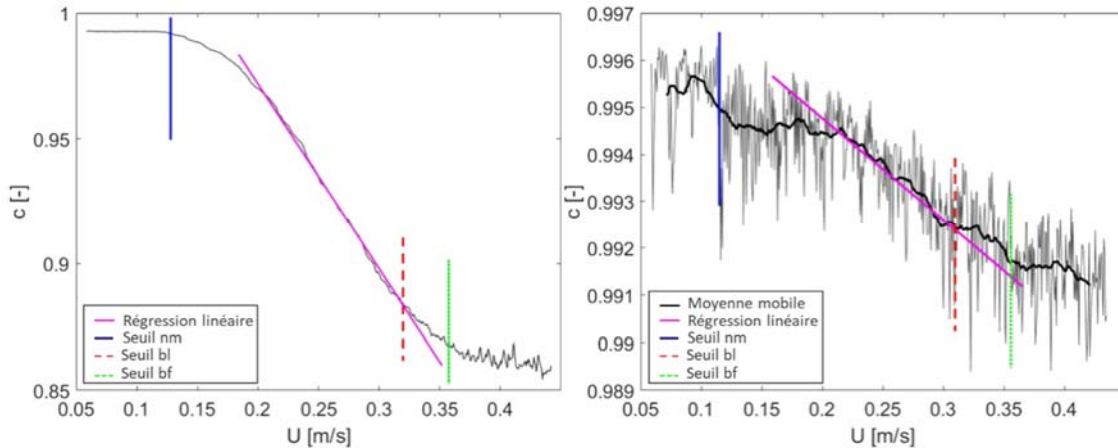 1
0.95
0.9
0.85
c [-]
0.05
0.1
0.15
0.2
0.25
0.3
0.35
0.4
U [m/s]
Régression linéaire
Seuil nm
Seuil bl
Seuil bf
0.997
0.996
0.995
0.994
0.993
0.992
0.991
0.99
0.989
c [-]
0.05
0.1
0.15
0.2
0.25
0.3
0.35
0.4
U [m/s]
Moyenne mobile
Régression linéaire
Seuil nm
Seuil bl
Seuil bf